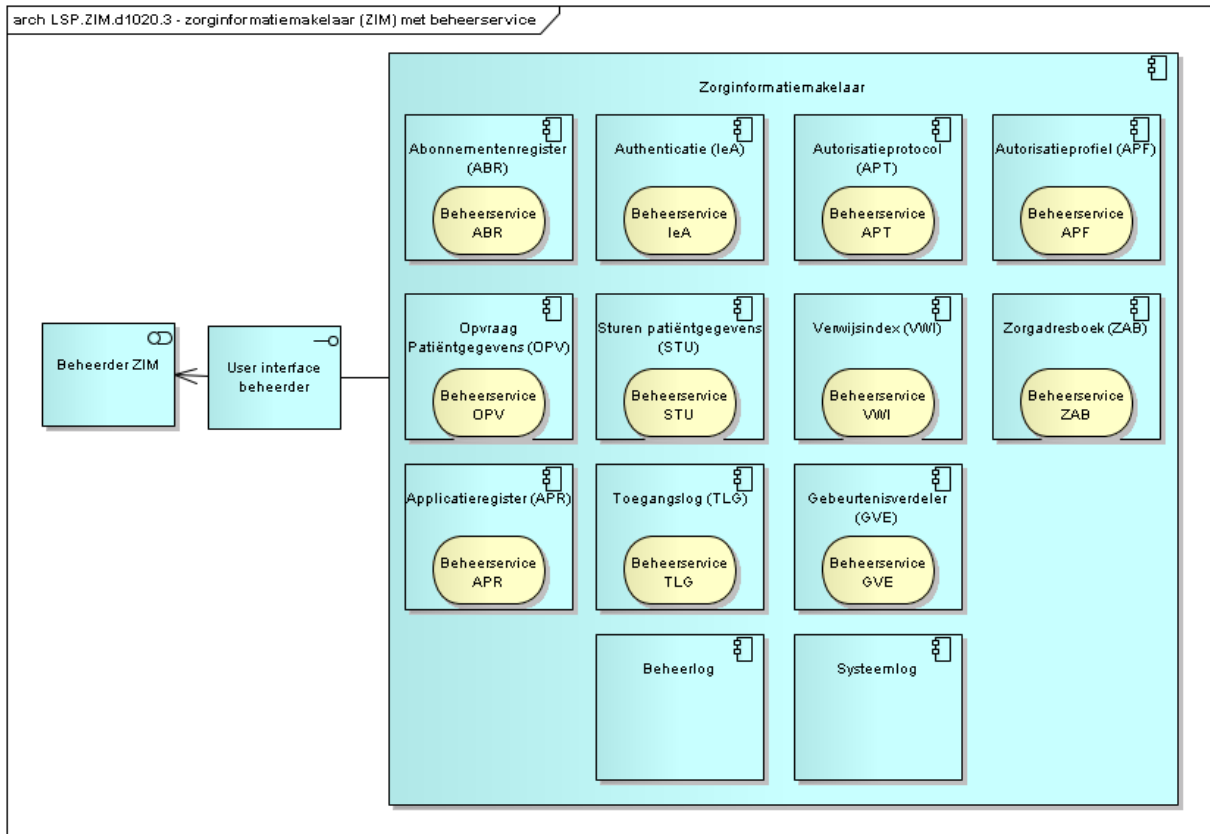 arch LSP.ZIM.d1020.3 - zorginformatiemakelaar (ZIM) met beheerservice
Zorginformatiemakelaar
Abonnementenregister
(ABR)
Beheerservice
ABR
Authenticatie (IeA)
Beheerservice
IeA
Autorisatieprotocol
(APT)
Beheerservice
APT
Autorisatieprofiel (APF)
Beheerservice
APF
Beheerder ZIM
User interface
beheerder
Opvraag
Patiëntgegevens (OPV)
Beheerservice
OPV
Sturen patiëntgegevens
(STU)
Beheerservice
STU
Verwijsindex (VWI)
Beheerservice
VWI
Zorgadresboek (ZAB)
Beheerservice
ZAB
Applicatieregister (APR)
Beheerservice
APR
Toegangslog (TLG)
Beheerservice
TLG
Gebeurtenisverdeler
(GVE)
Beheerservice
GVE
Beheerlog
Systeemlog